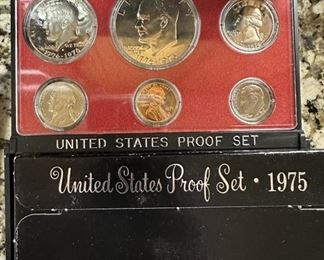 UNITED STATES PROOF SET
United States Proof Set · 1975